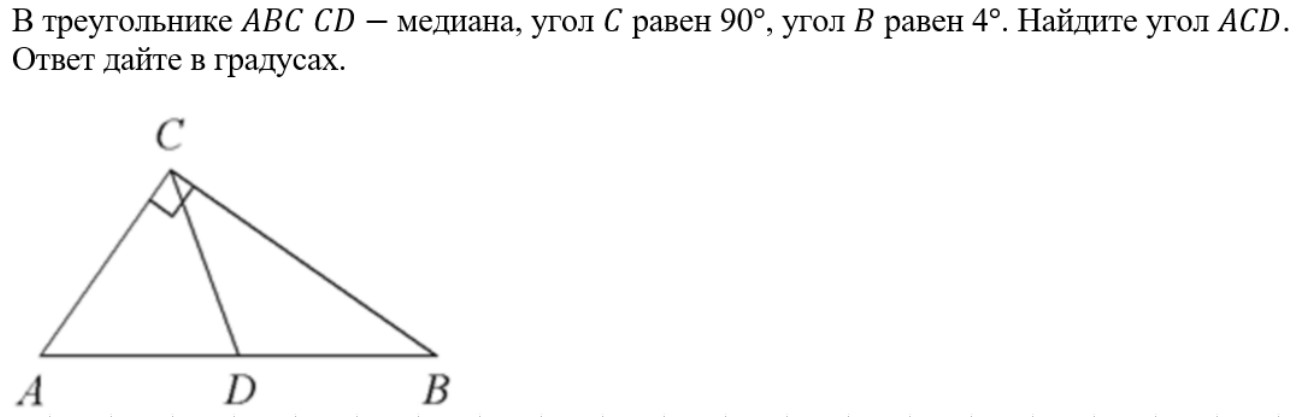 В треугольнике ABC CD − медиана, угол C равен 90°, угол B равен 4°. Найдите угол ACD.
Ответ дайте в градусах.
C
A
D
B